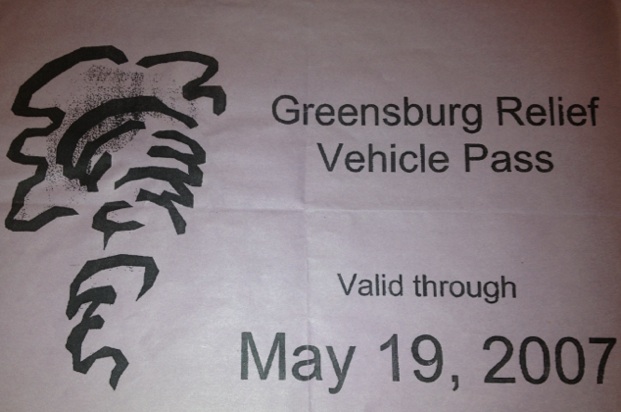 Greensburg Relief
Vehicle Pass
Valid through
May 19, 2007